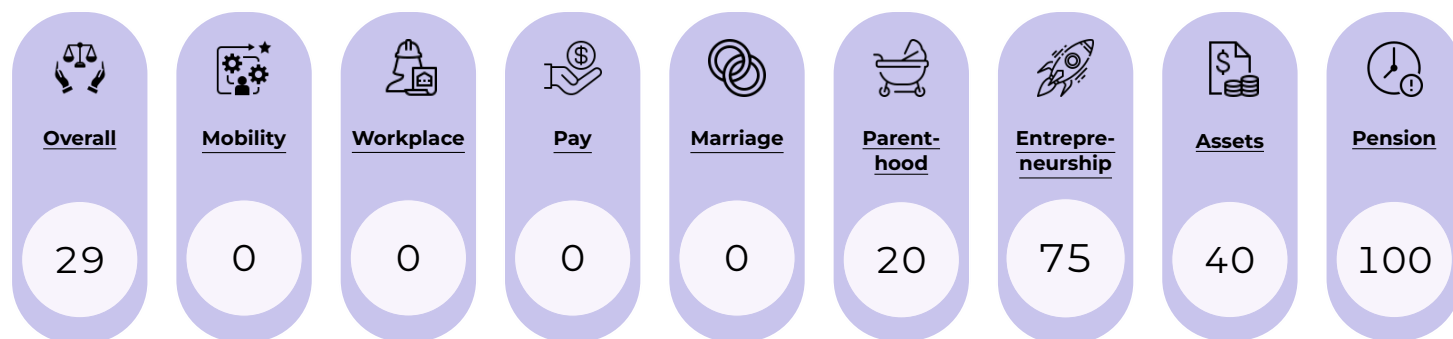 Overall
29
Mobility
0
Workplace
0
$
Pay
0
Marriage
0
Parent-
hood
20
Entrepre-
neurship
75
$
Assets
40
!
Pension
100